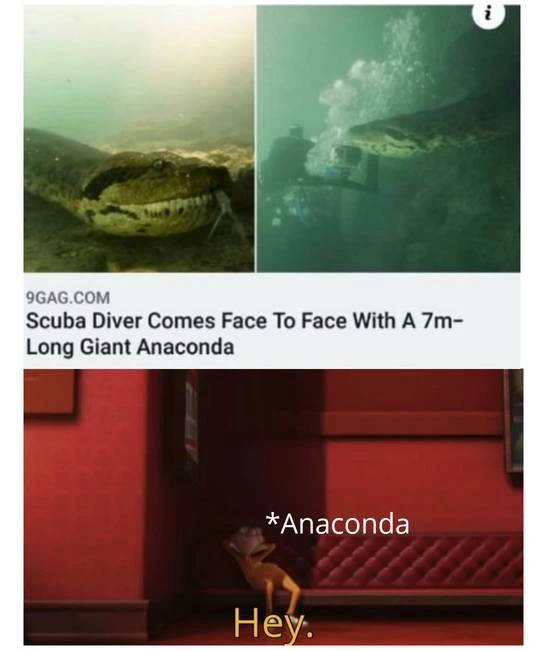 i
9GAG.COM
Scuba Diver Comes Face To Face With A 7m-
Long Giant Anaconda
*Anaconda
Hey.